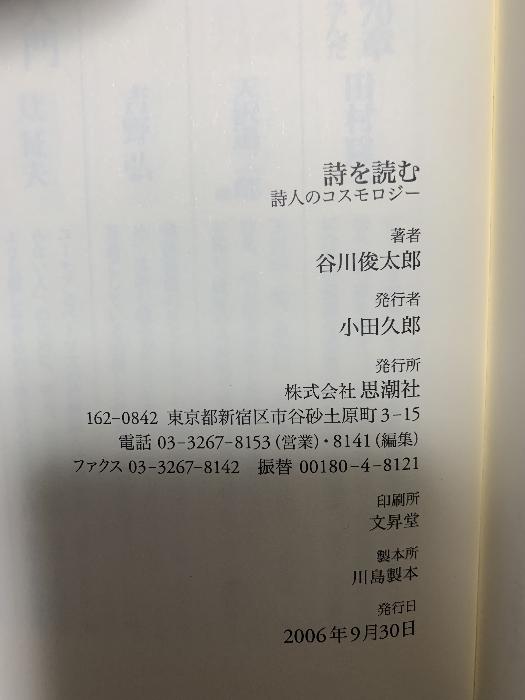 詩を読む
詩人のコスモロジー
著者
谷川俊太郎
発行者
小田久郎
発行所
株式会社 思潮社
162-0842 東京都新宿区市谷砂土原町3-15
電話 03-3267-8153(営業)・8141(編集)
ファクス 03-3267-8142 振替 00180-4-8121
印刷所
文昇堂
製本所
川島製本
発行日
2006年9月30日